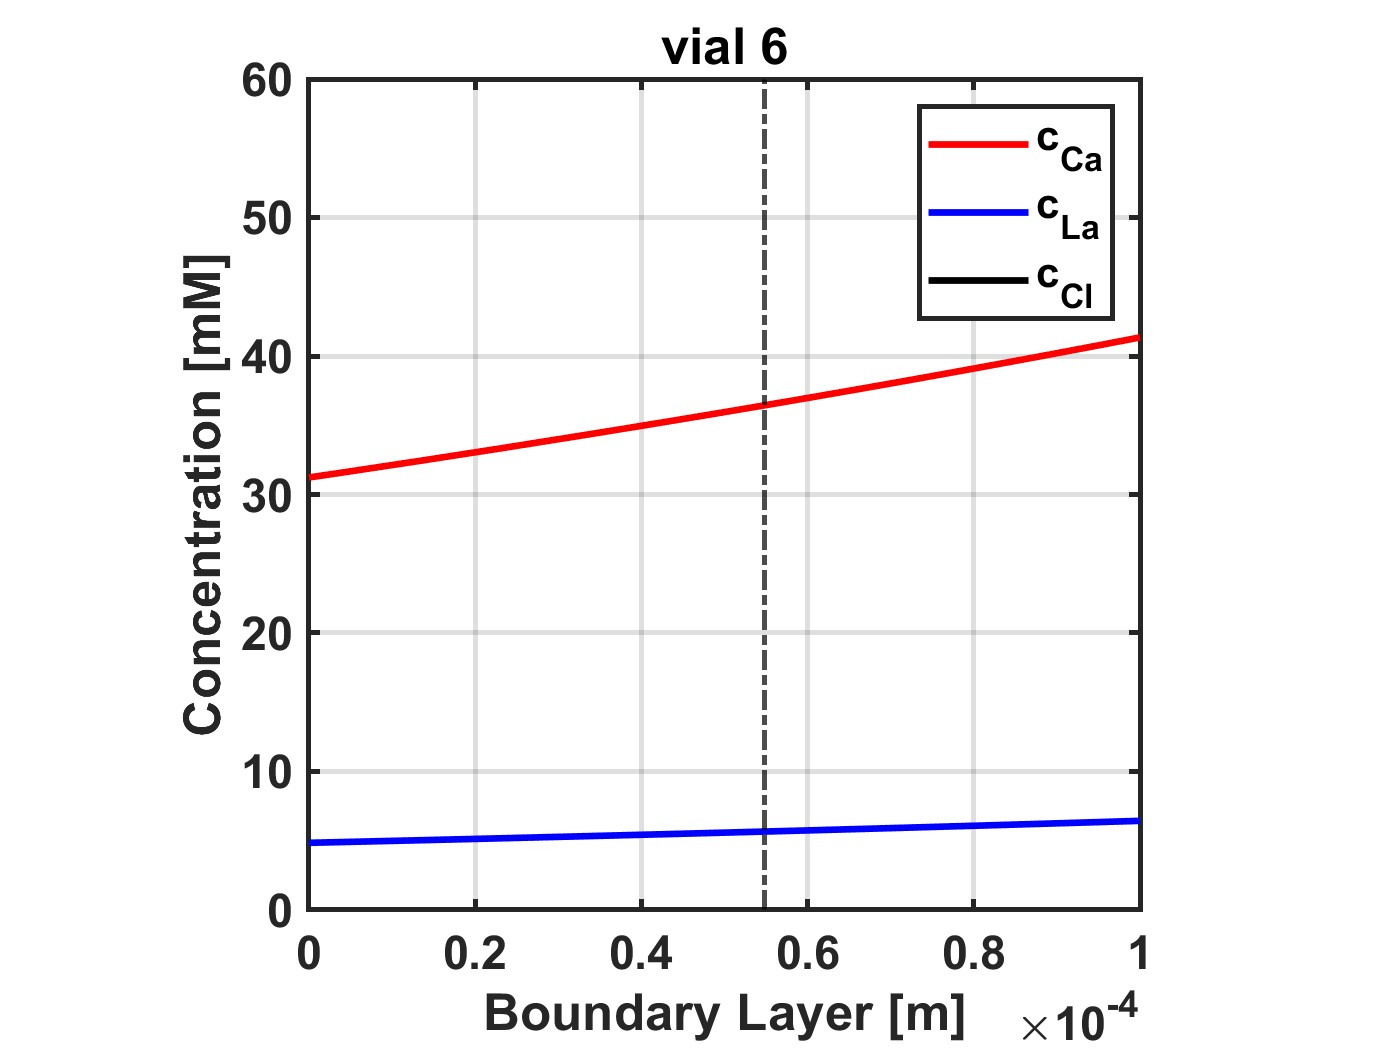 vial 6
60
50
40
30
20
10
0
Concentration [mM]
c_Ca
c_La
c_Cl
0 0.2 0.4 0.6 0.8 1
Boundary Layer [m] ×10^-4